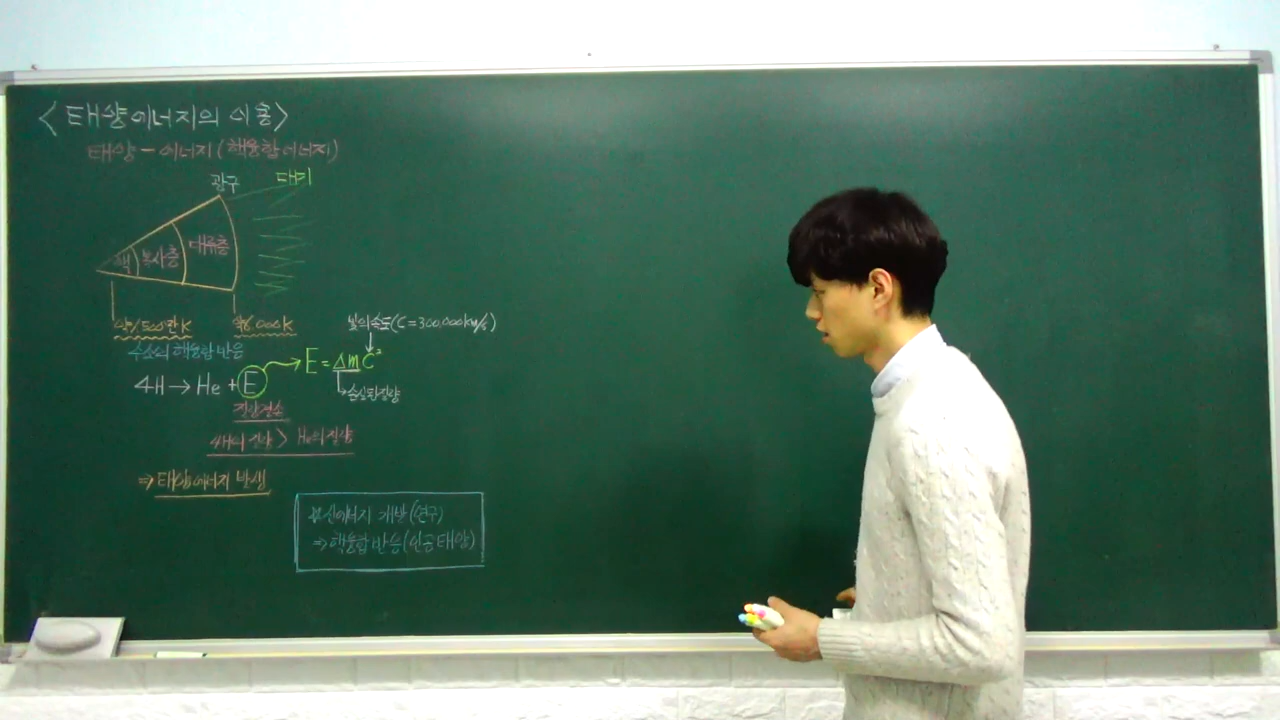 <태양에너지의 이용>
태양 - 에너지 (핵융합에너지)
광구 대기
핵 복사층 대류층
약 1,500만K 약 6,000K
빛의 속도(C=300,000km/s)
수소의 핵융합 반응
4H → He + E → E = ΔmC²
→ 손실된 질량
질량결손
4H의 질량 > He의 질량
⇒ 태양에너지 발생
※ 신에너지 개발(연구)
⇒ 핵융합 반응(인공태양)